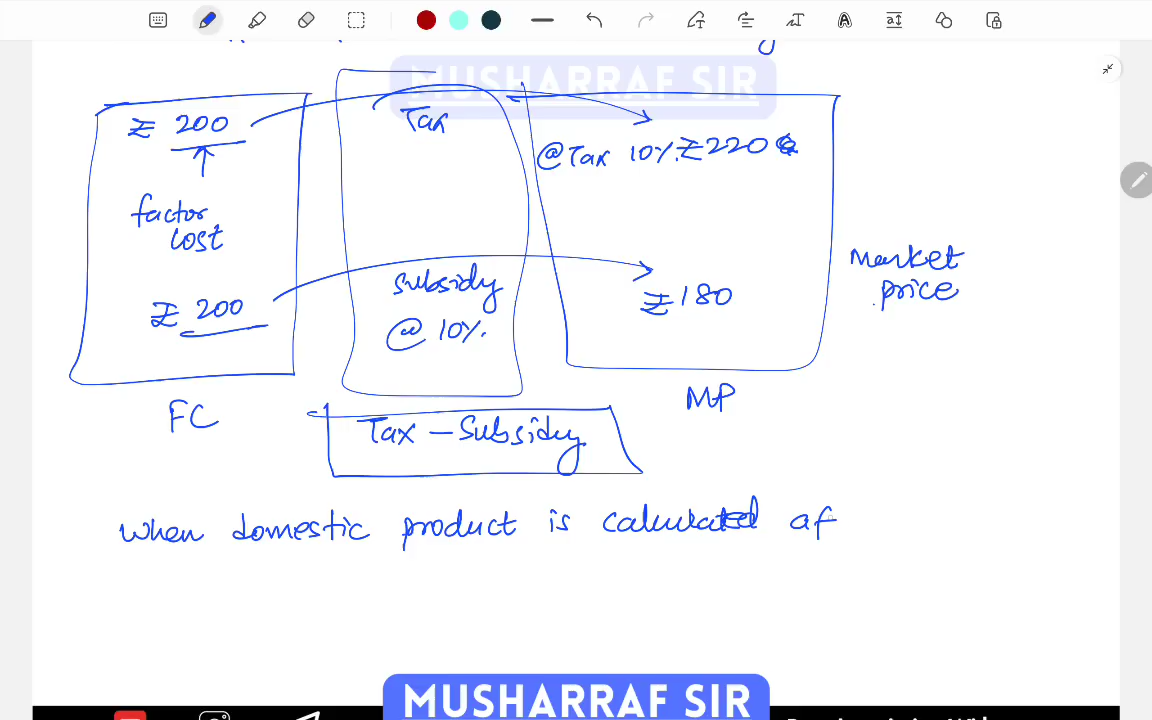 MUSHARRAF SIR
₹ 200
Tax
@Tax 10% ₹220
factor
cost
Market
price
subsidy
@ 10%
₹ 200
₹180
FC
MP
Tax - Subsidy
when domestic product is calculated af
MUSHARRAF SIR